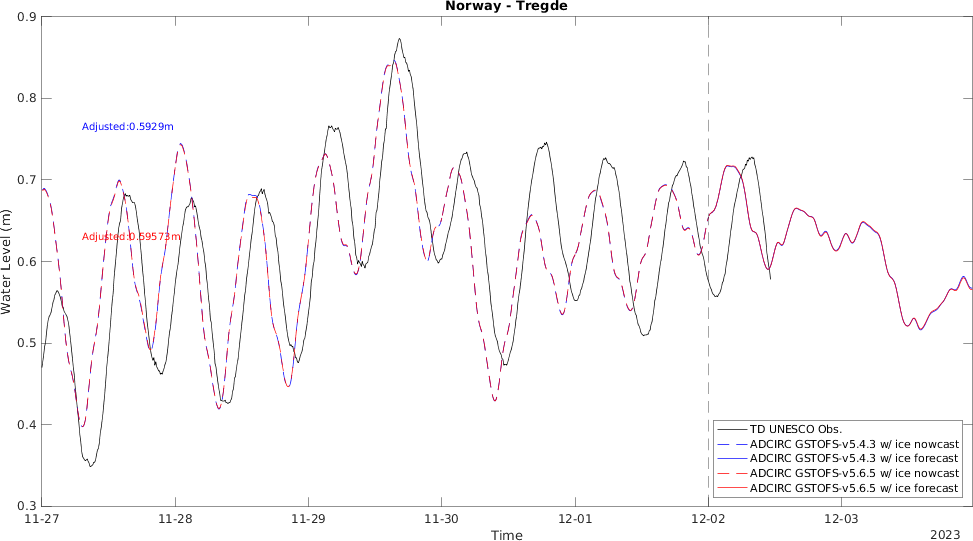 Norway - Tregde
0.9
0.8
0.7
0.6
0.5
0.4
0.3
Water Level (m)
Adjusted:0.5929m
Adjusted:0.59573m
TD UNESCO Obs.
ADCIRC GSTOFS-v5.4.3 w/ ice nowcast
ADCIRC GSTOFS-v5.4.3 w/ ice forecast
ADCIRC GSTOFS-v5.6.5 w/ ice nowcast
ADCIRC GSTOFS-v5.6.5 w/ ice forecast
11-27 11-28 11-29 11-30 12-01 12-02 12-03
Time
2023